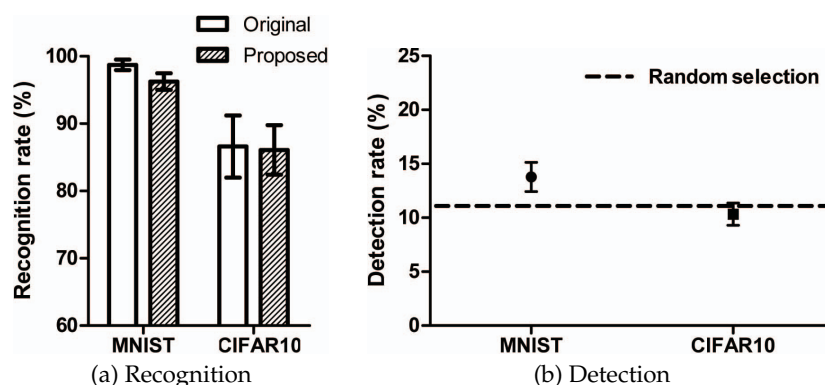 Original
Proposed
Recognition rate (%)
100
90
80
70
60
MNIST
CIFAR10
(a) Recognition
Detection rate (%)
25
20
15
10
5
0
Random selection
MNIST
CIFAR10
(b) Detection